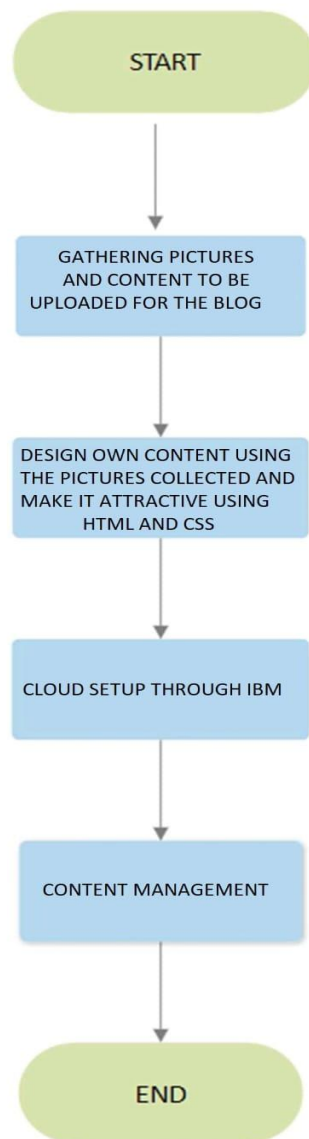 START
GATHERING PICTURES
AND CONTENT TO BE
UPLOADED FOR THE BLOG
DESIGN OWN CONTENT USING
THE PICTURES COLLECTED AND
MAKE IT ATTRACTIVE USING
HTML AND CSS
CLOUD SETUP THROUGH IBM
CONTENT MANAGEMENT
END